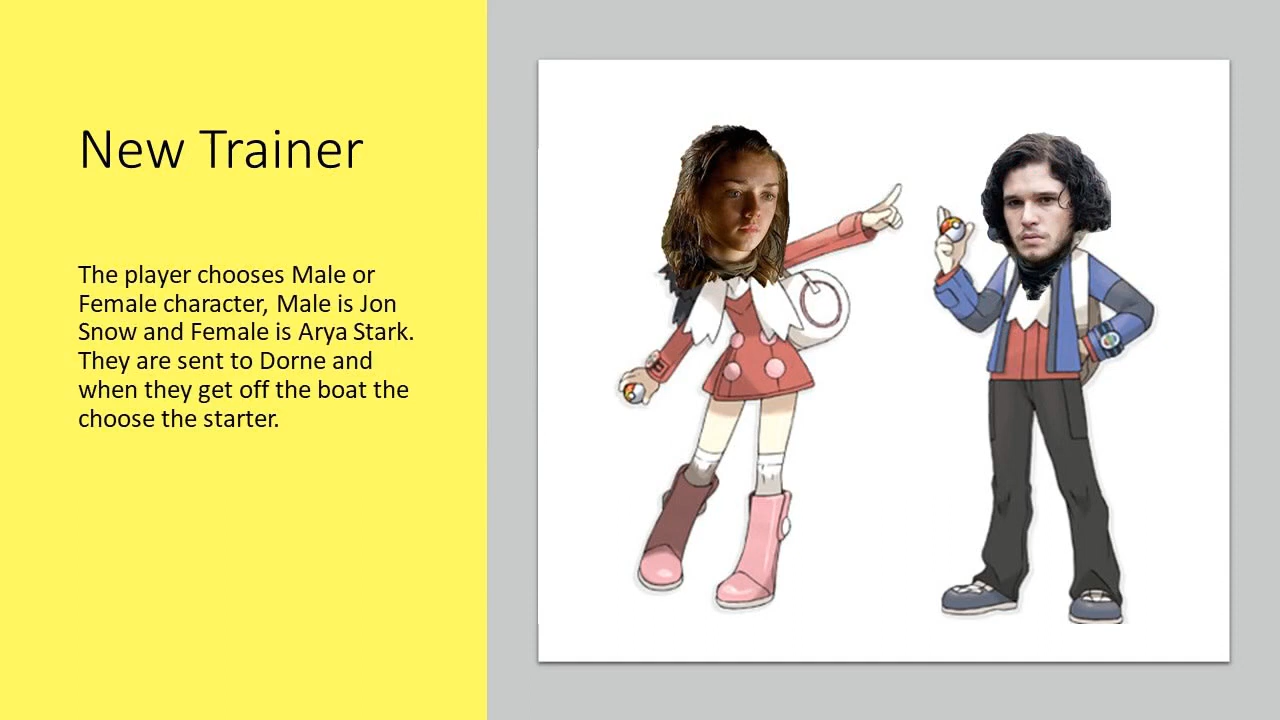 New Trainer
The player chooses Male or
Female character, Male is Jon
Snow and Female is Arya Stark.
They are sent to Dorne and
when they get off the boat the
choose the starter.